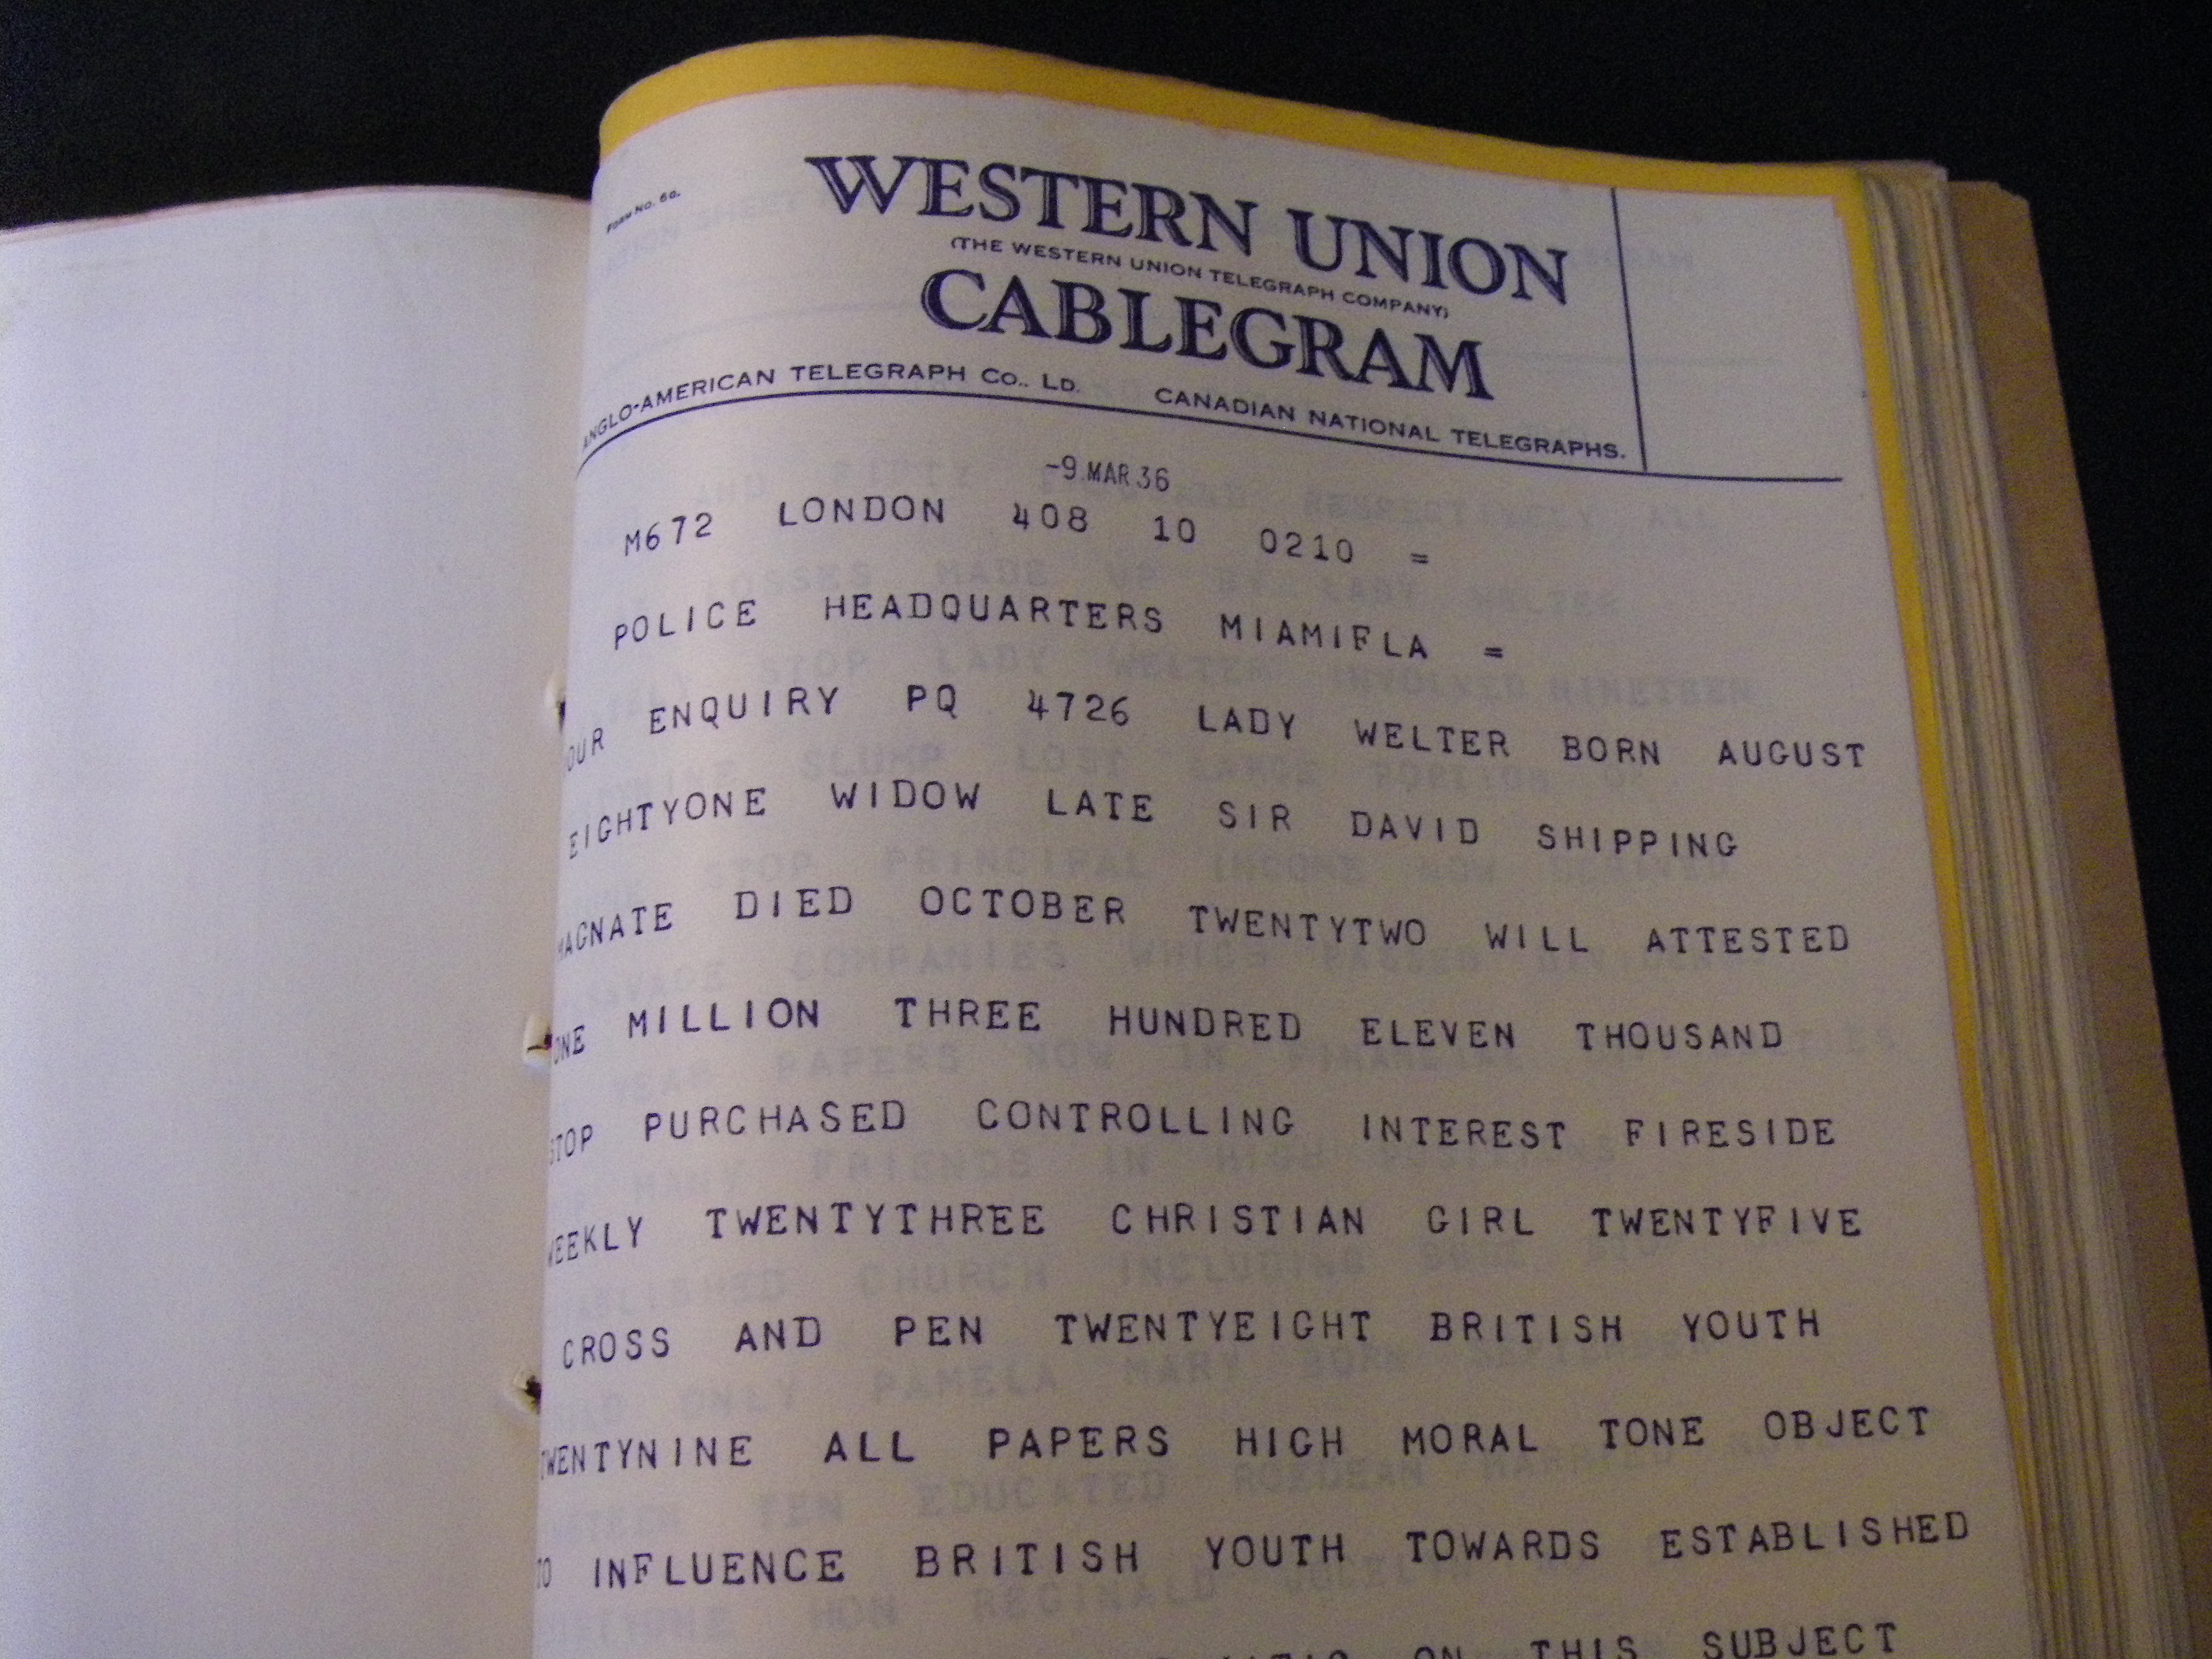 FORM NO. 6a.
WESTERN UNION
(THE WESTERN UNION TELEGRAPH COMPANY)
CABLEGRAM
ANGLO-AMERICAN TELEGRAPH Co., LD. CANADIAN NATIONAL TELEGRAPHS.
-9.MAR 36
M672 LONDON 408 10 0210 =
POLICE HEADQUARTERS MIAMIFLA =
OUR ENQUIRY PQ 4726 LADY WELTER BORN AUGUST
EIGHTYONE WIDOW LATE SIR DAVID SHIPPING
MAGNATE DIED OCTOBER TWENTYTWO WILL ATTESTED
ONE MILLION THREE HUNDRED ELEVEN THOUSAND
STOP PURCHASED CONTROLLING INTEREST FIRESIDE
WEEKLY TWENTYTHREE CHRISTIAN GIRL TWENTYFIVE
CROSS AND PEN TWENTYEIGHT BRITISH YOUTH
TWENTYNINE ALL PAPERS HIGH MORAL TONE OBJECT
TO INFLUENCE BRITISH YOUTH TOWARDS ESTABLISHED
ON THIS SUBJECT